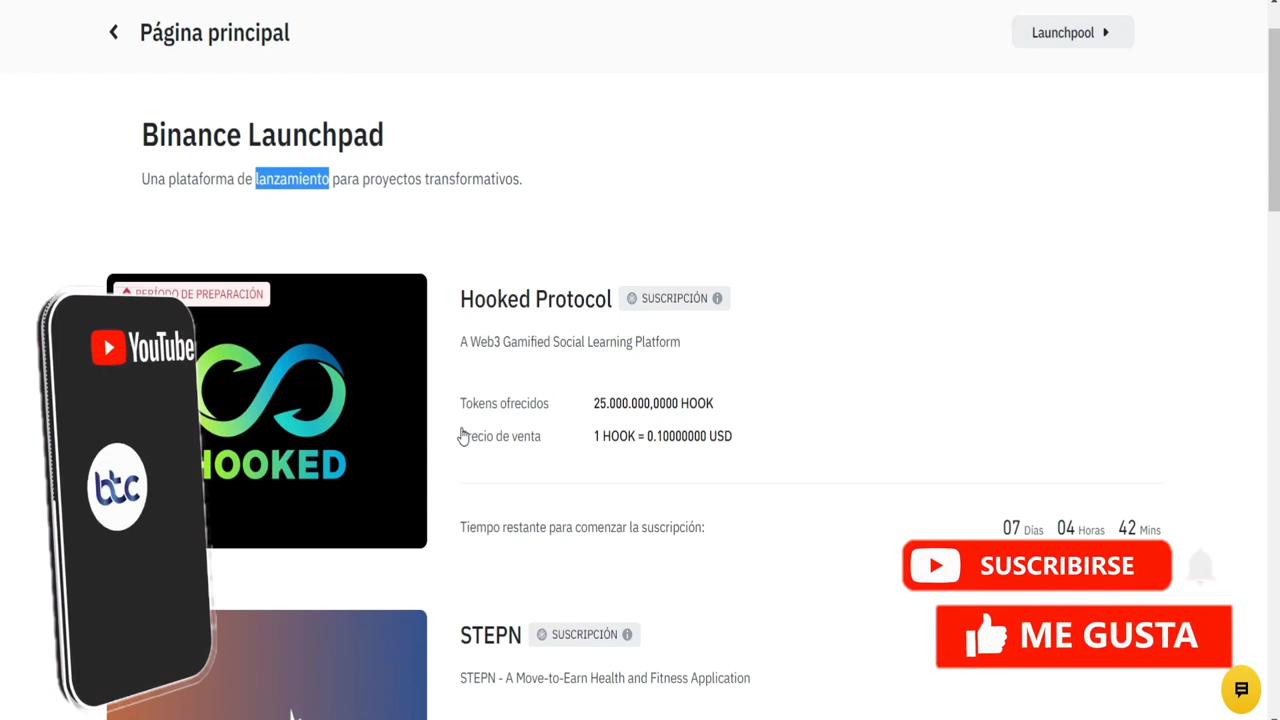 Página principal
Launchpool
Binance Launchpad
Una plataforma de lanzamiento para proyectos transformativos.
PERÍODO DE PREPARACIÓN
Hooked Protocol SUSCRIPCIÓN
A Web3 Gamified Social Learning Platform
YouTube
Tokens ofrecidos 25.000.000,0000 HOOK
Precio de venta 1 HOOK = 0.10000000 USD
HOOKED
btc
Tiempo restante para comenzar la suscripción: 07 Días 04 Horas 42 Mins
SUSCRIBIRSE
STEPN SUSCRIPCIÓN
ME GUSTA
STEPN - A Move-to-Earn Health and Fitness Application